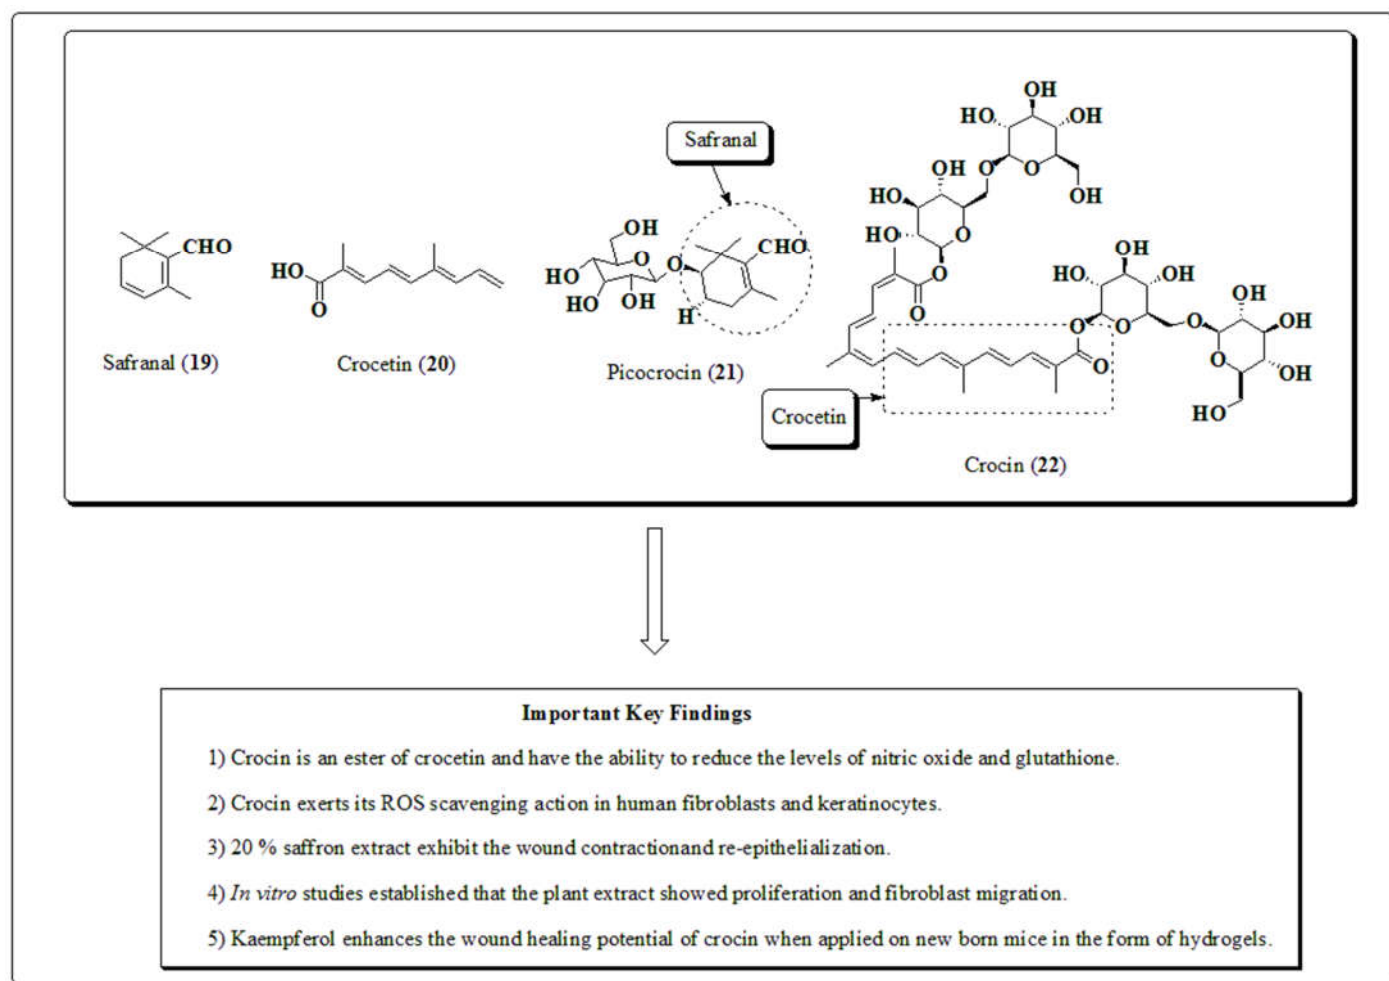 Safranal
CHO
Safranal (19)
HO
O
Crocetin (20)
OH
HO
HO
OH
O
O
H
CHO
Picocrocin (21)
OH
HO
OH
O
OH
O
OH
HO
HO
O
O
O
OH
HO
OH
O
O
O
O
OH
OH
O
OH
HO
Crocetin
Crocin (22)
Important Key Findings
1) Crocin is an ester of crocetin and have the ability to reduce the levels of nitric oxide and glutathione.
2) Crocin exerts its ROS scavenging action in human fibroblasts and keratinocytes.
3) 20 % saffron extract exhibit the wound contractionand re-epithelialization.
4) In vitro studies established that the plant extract showed proliferation and fibroblast migration.
5) Kaempferol enhances the wound healing potential of crocin when applied on new born mice in the form of hydrogels.